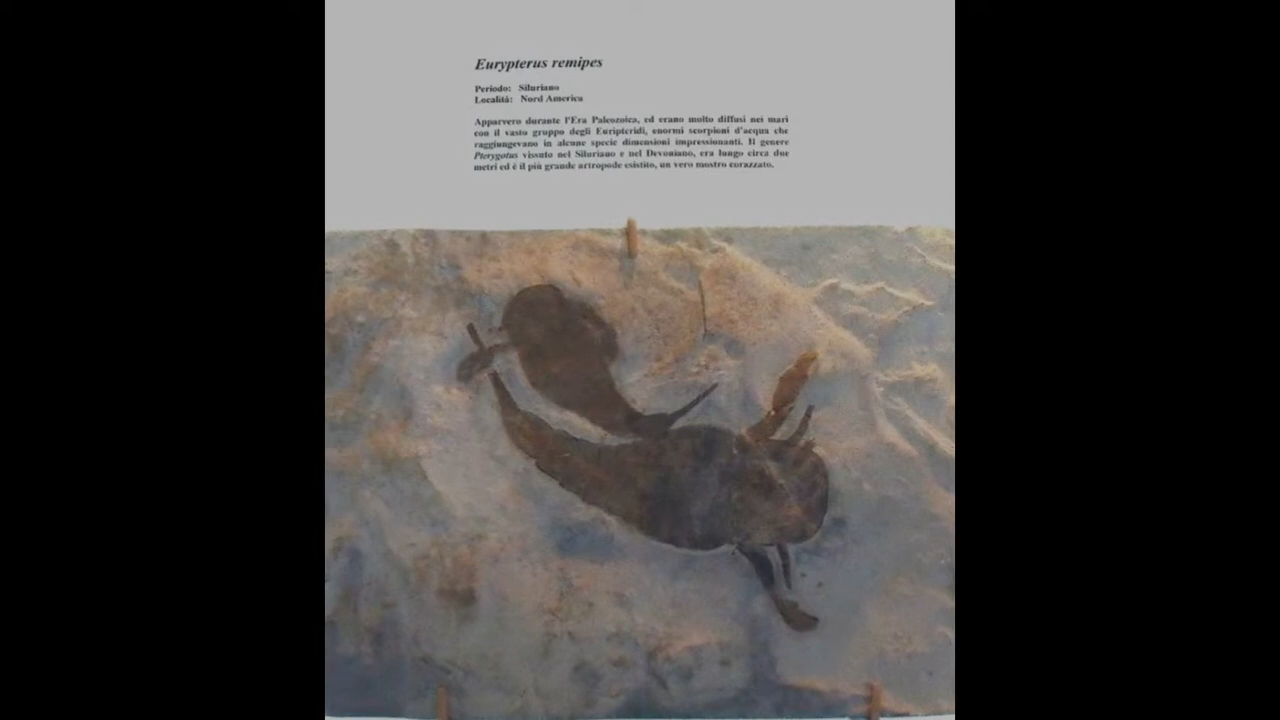 Eurypterus remipes
Periodo: Siluriano
Località: Nord America
Apparvero durante l'Era Paleozoica, ed erano molto diffusi nei mari
con il vasto gruppo degli Euripteridi, enormi scorpioni d'acqua che
raggiungevano in alcune specie dimensioni impressionanti. Il genere
Pterygotus vissuto nel Siluriano e nel Devoniano, era lungo circa due
metri ed è il più grande artropode esistito, un vero mostro corazzato.